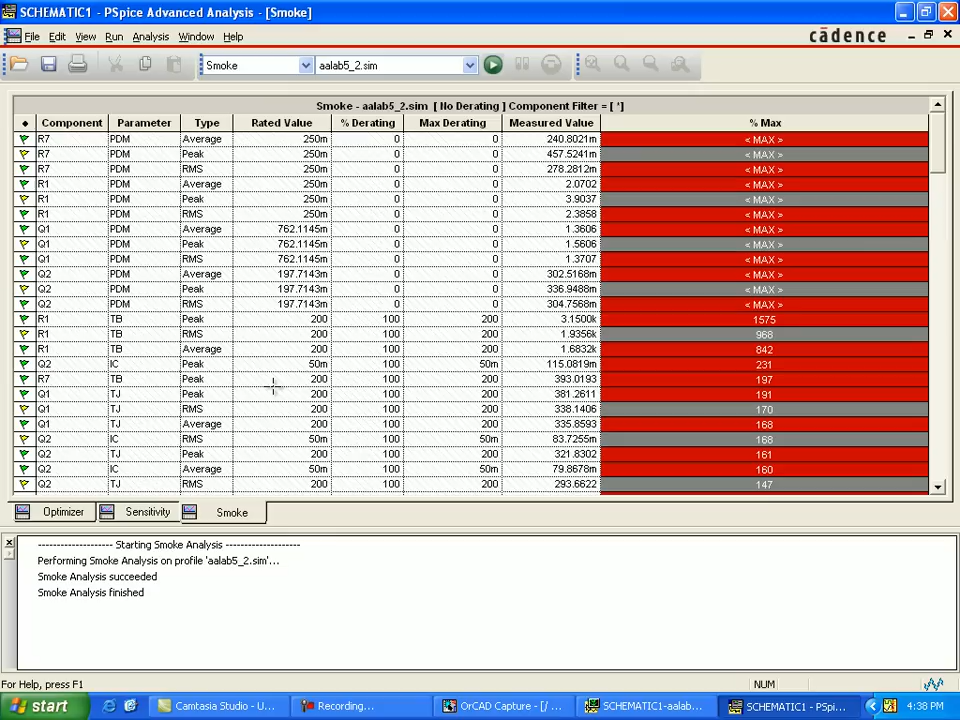 SCHEMATIC1 - PSpice Advanced Analysis - [Smoke]
File Edit View Run Analysis Window Help cādence
Smoke aalab5_2.sim
Smoke - aalab5_2.sim [ No Derating ] Component Filter = [ *]
Component Parameter Type Rated Value % Derating Max Derating Measured Value % Max
R7 PDM Average 250m 0 0 240.8021m < MAX >
R7 PDM Peak 250m 0 0 457.5241m < MAX >
R7 PDM RMS 250m 0 0 278.2812m < MAX >
R1 PDM Average 250m 0 0 2.0702 < MAX >
R1 PDM Peak 250m 0 0 3.9037 < MAX >
R1 PDM RMS 250m 0 0 2.3858 < MAX >
Q1 PDM Average 762.1145m 0 0 1.3606 < MAX >
Q1 PDM Peak 762.1145m 0 0 1.5606 < MAX >
Q1 PDM RMS 762.1145m 0 0 1.3707 < MAX >
Q2 PDM Average 197.7143m 0 0 302.5168m < MAX >
Q2 PDM Peak 197.7143m 0 0 336.9488m < MAX >
Q2 PDM RMS 197.7143m 0 0 304.7568m < MAX >
R1 TB Peak 200 100 200 3.1500k 1575
R1 TB RMS 200 100 200 1.9356k 968
R1 TB Average 200 100 200 1.6832k 842
Q2 IC Peak 50m 100 50m 115.0819m 231
R7 TB Peak 200 100 200 393.0193 197
Q1 TJ Peak 200 100 200 381.2611 191
Q1 TJ RMS 200 100 200 338.1406 170
Q1 TJ Average 200 100 200 335.8593 168
Q2 IC RMS 50m 100 50m 83.7255m 168
Q2 TJ Peak 200 100 200 321.8302 161
Q2 IC Average 50m 100 50m 79.8678m 160
Q2 TJ RMS 200 100 200 293.6622 147
Optimizer Sensitivity Smoke
-------------------- Starting Smoke Analysis --------------------
Performing Smoke Analysis on profile 'aalab5_2.sim'...
Smoke Analysis succeeded
Smoke Analysis finished
For Help, press F1 NUM
start Camtasia Studio - U... Recording... OrCAD Capture - [/ ... SCHEMATIC1-aalab... SCHEMATIC1 - PSpi... 4:38 PM